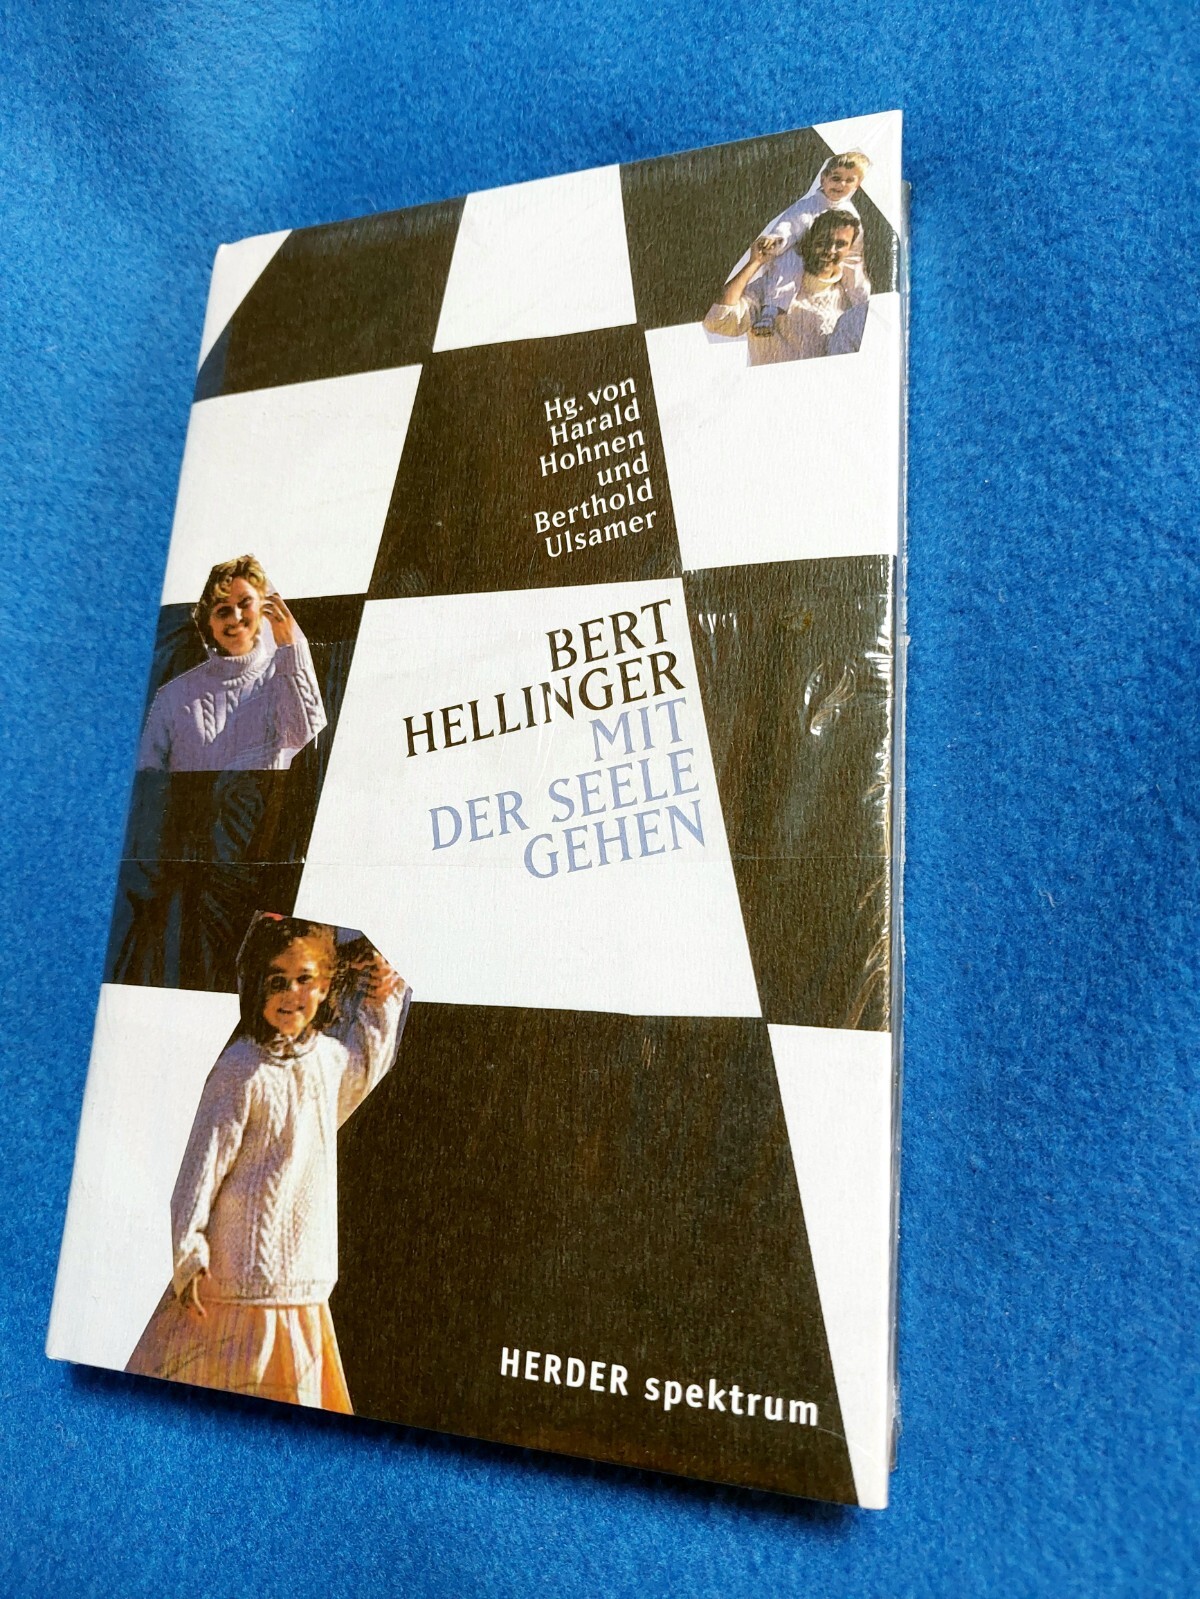 Hg. von
Harald
Hohnen
und
Berthold
Ulsamer
BERT
HELLINGER
MIT
DER SEELE
GEHEN
HERDER spektrum